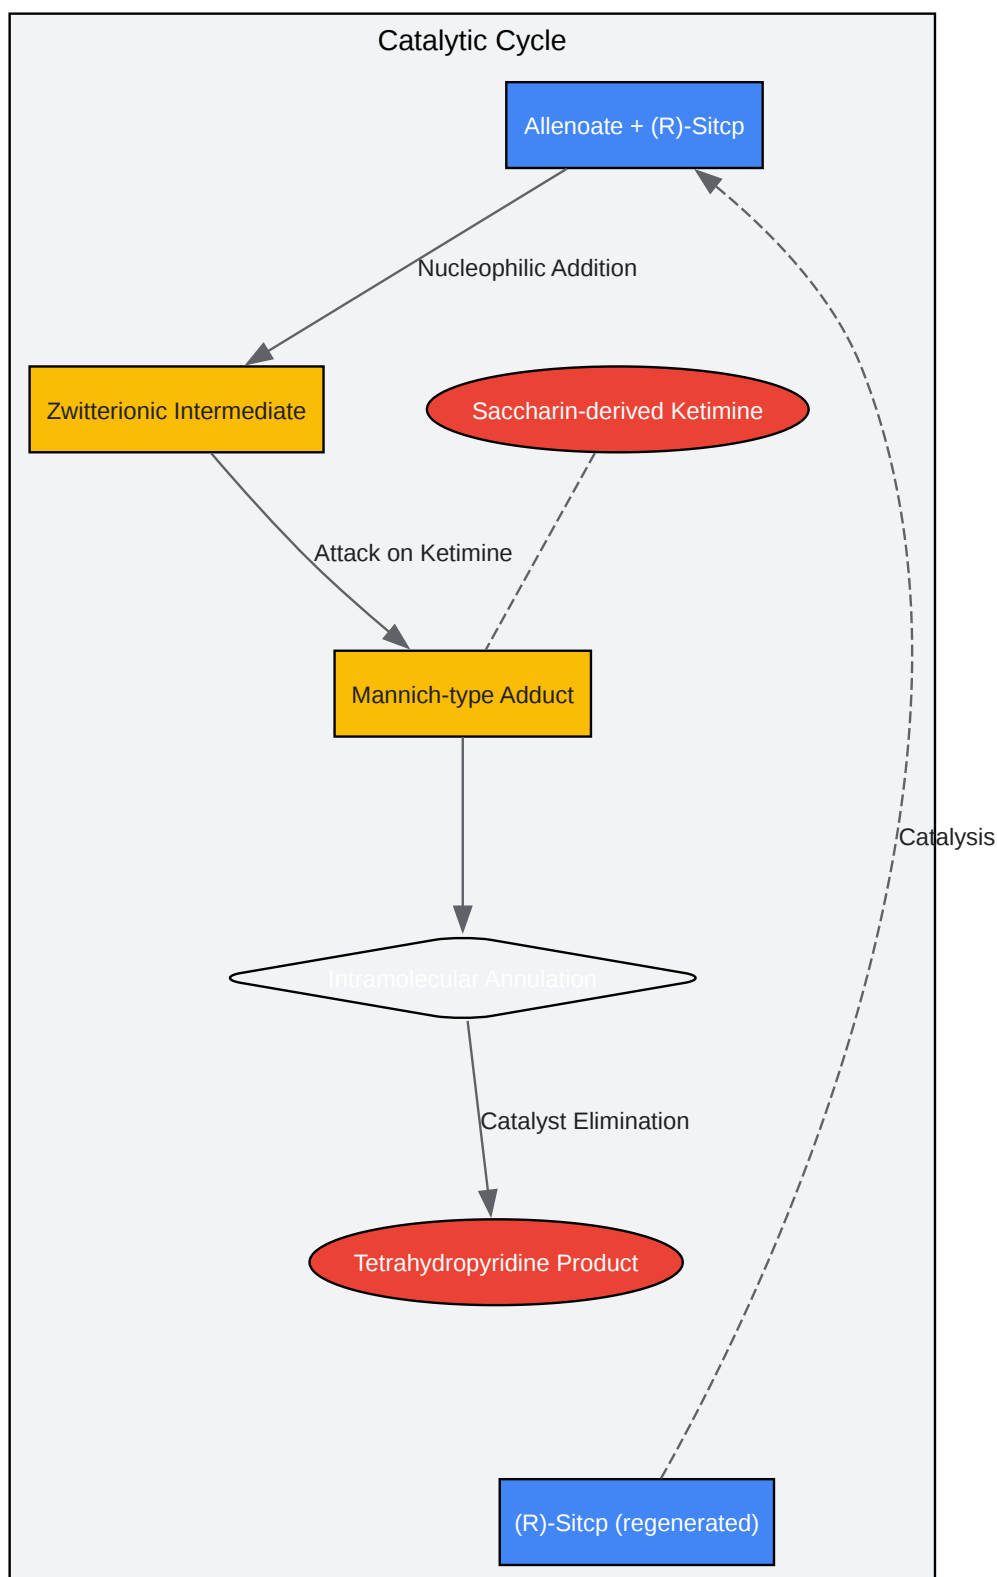 Catalytic Cycle
Allenoate + (R)-Sitcp
Nucleophilic Addition
Zwitterionic Intermediate
Saccharin-derived Ketimine
Attack on Ketimine
Mannich-type Adduct
Catalysis
Intramolecular Annulation
Catalyst Elimination
Tetrahydropyridine Product
(R)-Sitcp (regenerated)